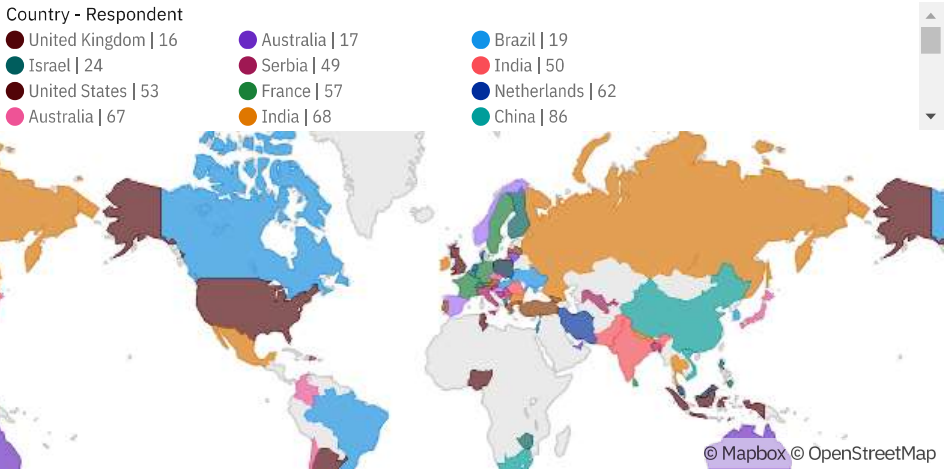 Country - Respondent
United Kingdom | 16 Australia | 17 Brazil | 19
Israel | 24 Serbia | 49 India | 50
United States | 53 France | 57 Netherlands | 62
Australia | 67 India | 68 China | 86
© Mapbox © OpenStreetMap